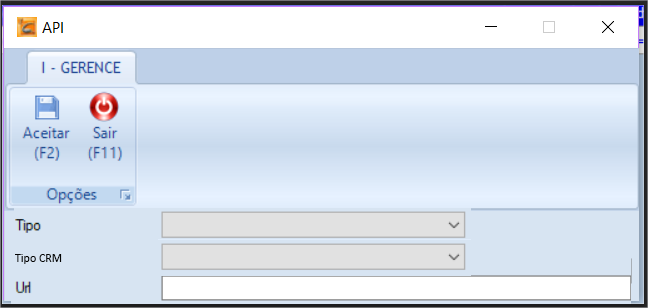 API
I - GERENCE
Aceitar
(F2)
Sair
(F11)
Opções
Tipo
Tipo CRM
Url